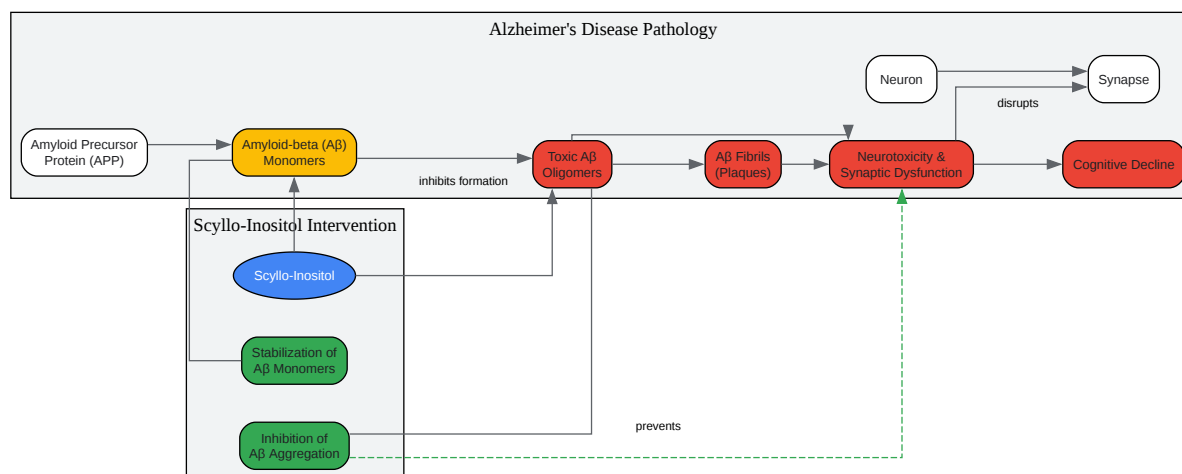 Alzheimer's Disease Pathology
Neuron
Synapse
disrupts
Amyloid Precursor
Protein (APP)
Amyloid-beta (Aβ)
Monomers
Toxic Aβ
Oligomers
Aβ Fibrils
(Plaques)
Neurotoxicity &
Synaptic Dysfunction
Cognitive Decline
inhibits formation
Scyllo-Inositol Intervention
Scyllo-Inositol
Stabilization of
Aβ Monomers
Inhibition of
Aβ Aggregation
prevents